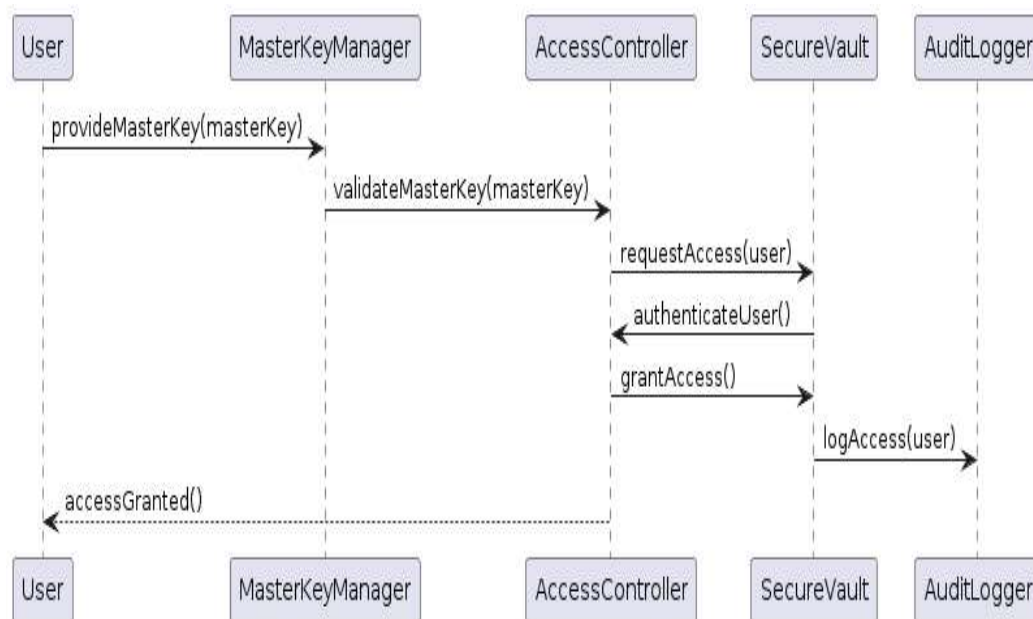 User MasterKeyManager AccessController SecureVault AuditLogger
provideMasterKey(masterKey)
validateMasterKey(masterKey)
requestAccess(user)
authenticateUser()
grantAccess()
logAccess(user)
accessGranted()
User MasterKeyManager AccessController SecureVault AuditLogger